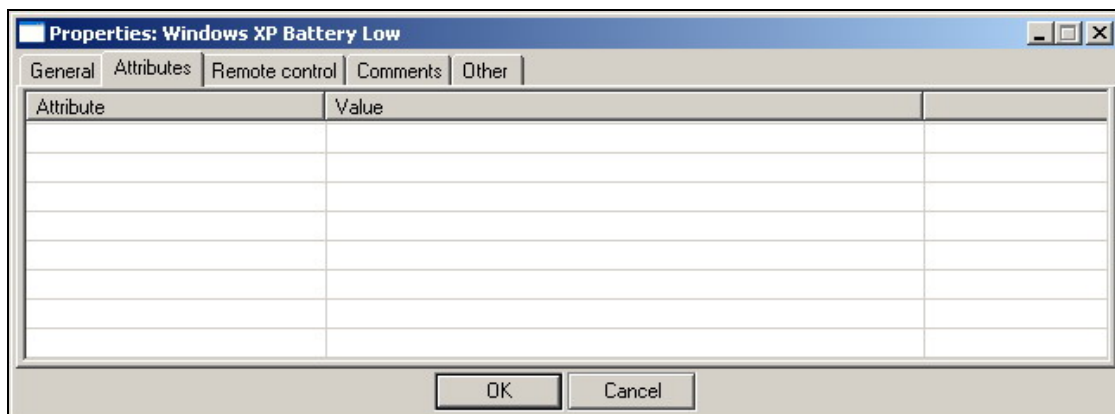 Properties: Windows XP Battery Low
General Attributes Remote control Comments Other
Attribute Value
OK Cancel